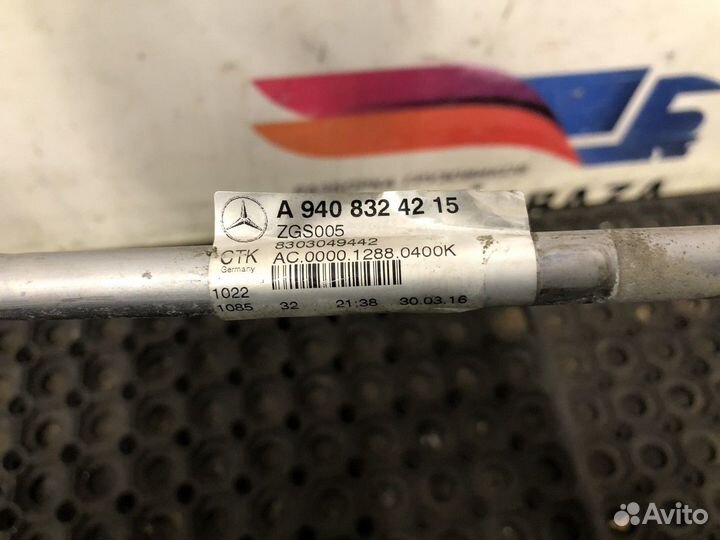 A 940 832 42 15
ZGS005
8303049442
CTK AC.0000.1288.0400K
Germany
1022
1085 32 21:38 30.03.16
Avito